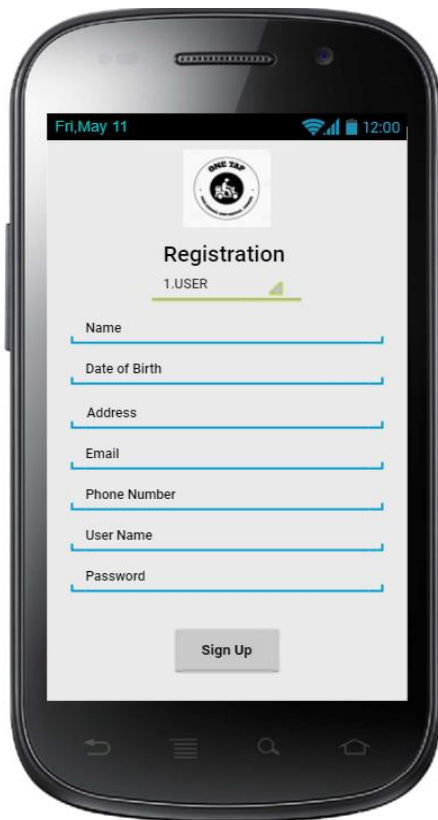 Fri,May 11
12:00
ONE TAP
Registration
1.USER
Name
Date of Birth
Address
Email
Phone Number
User Name
Password
Sign Up